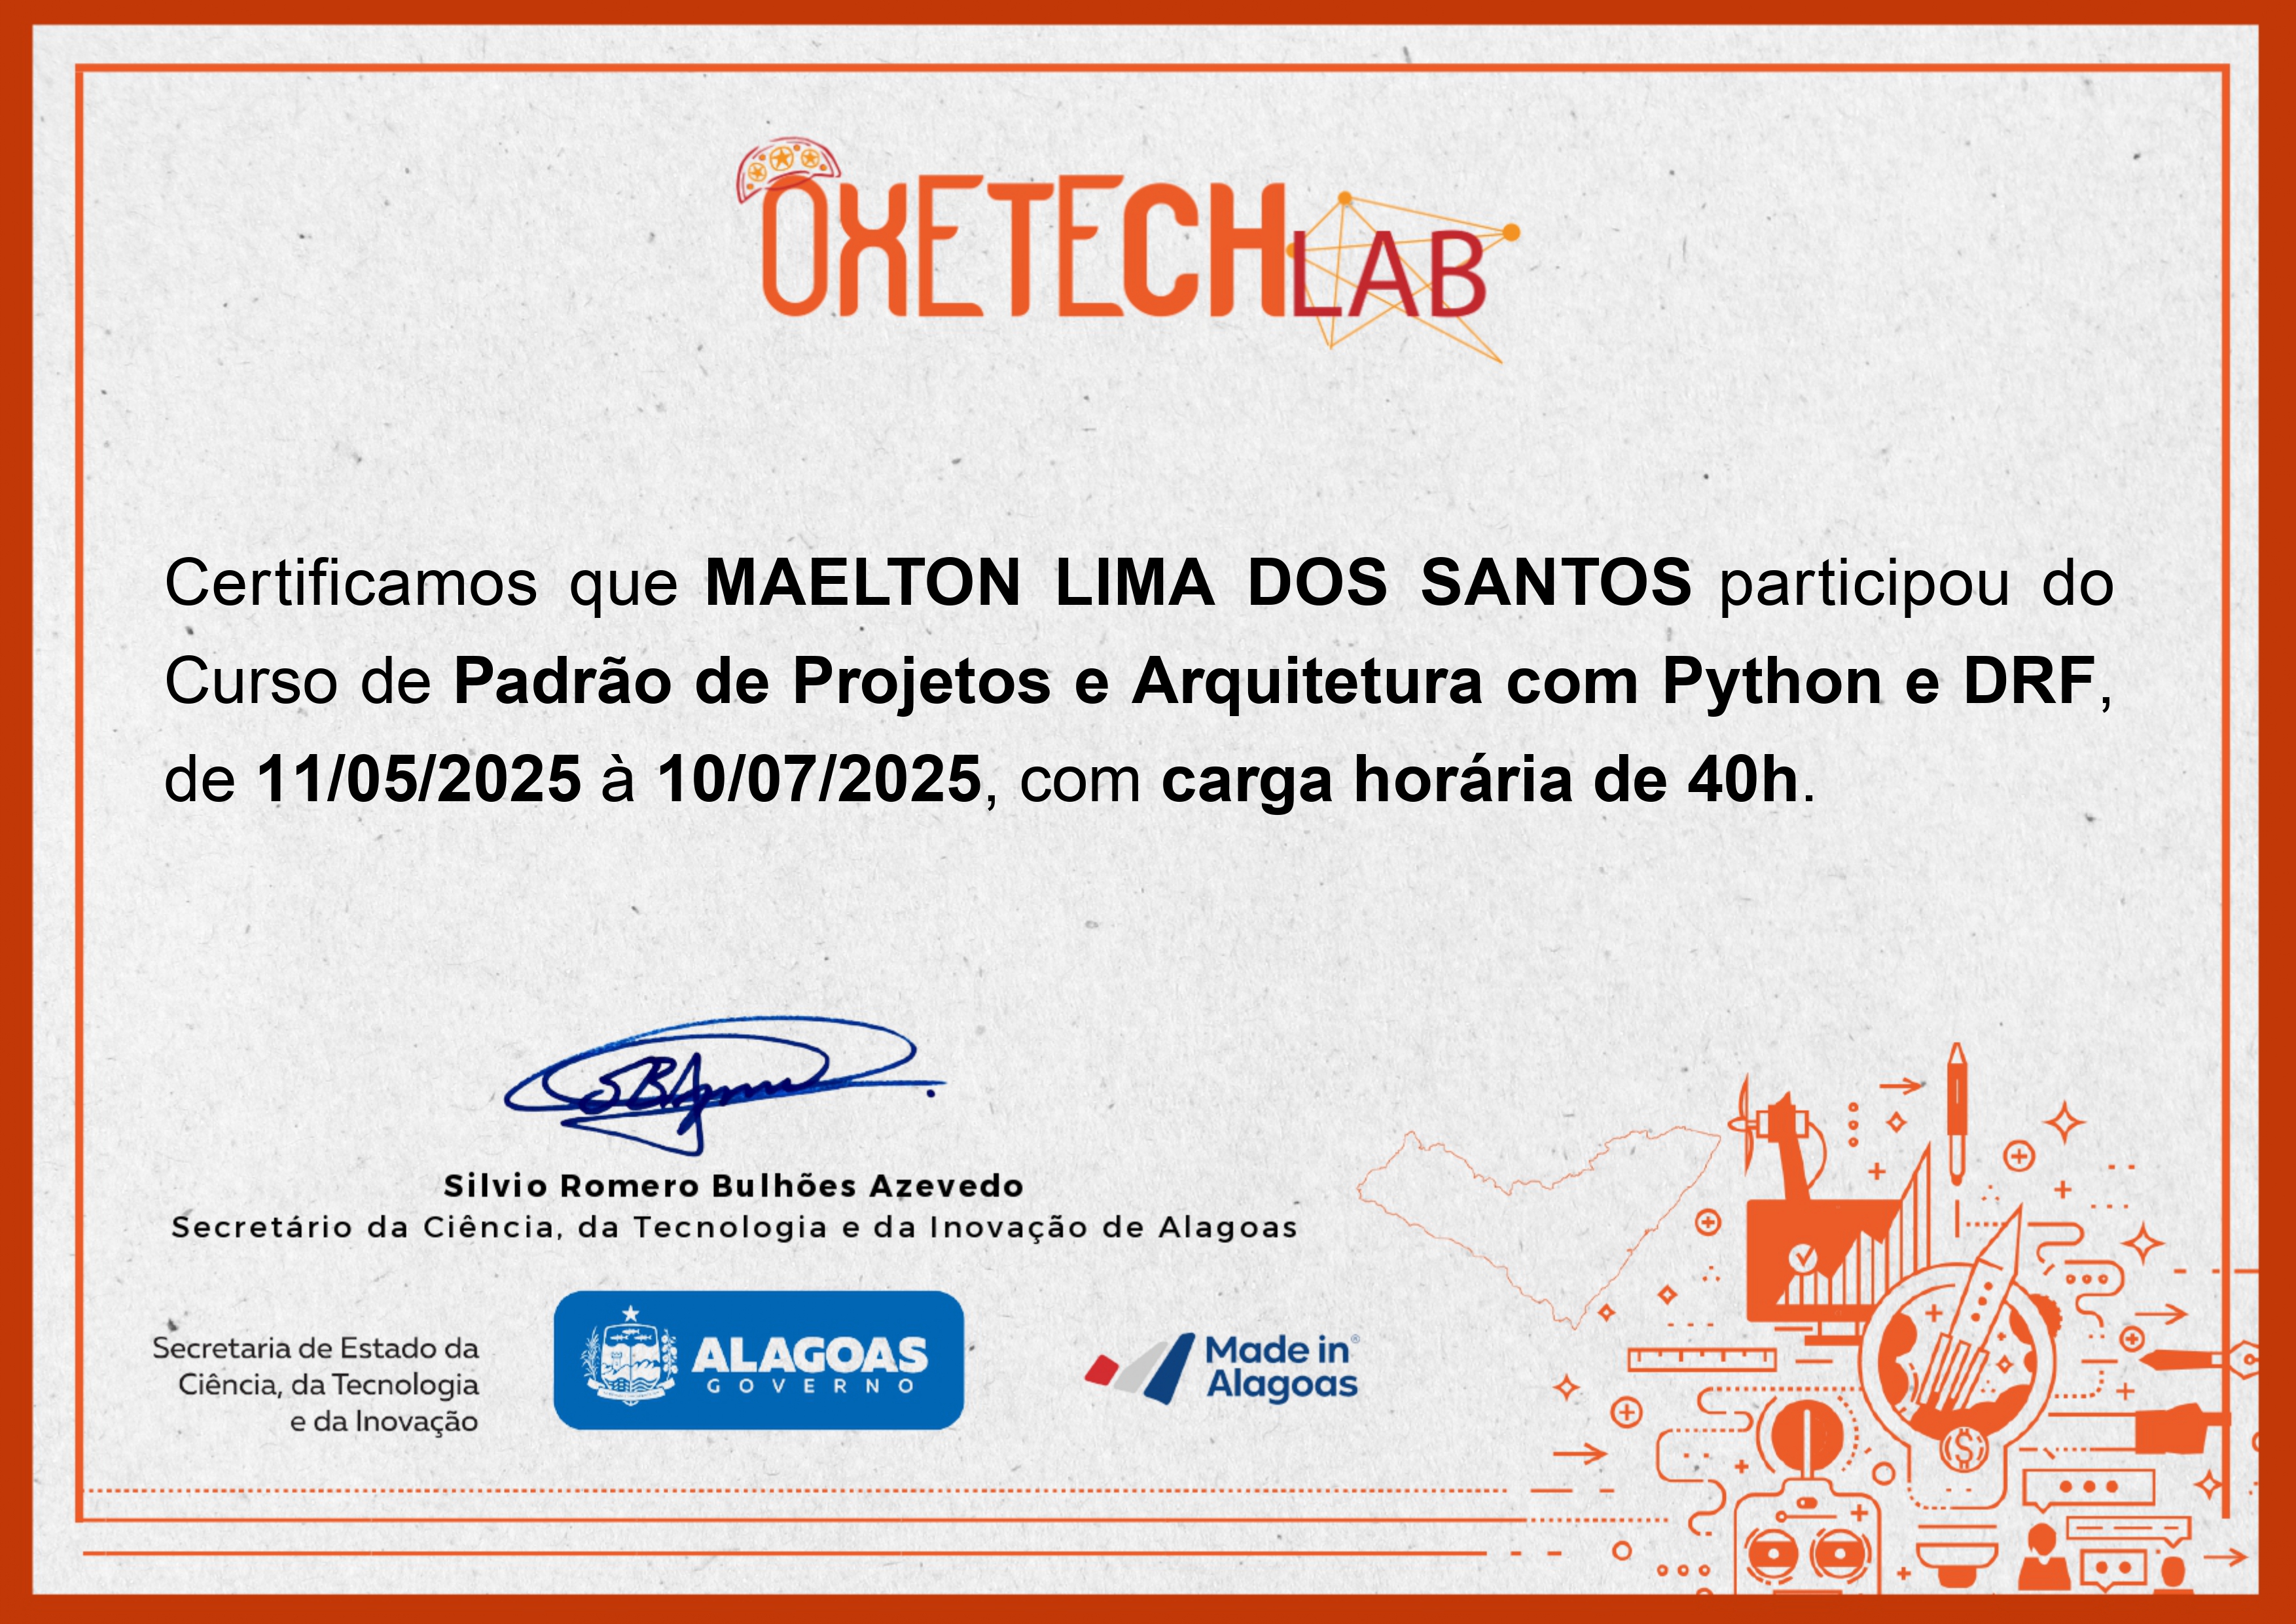 OXETECHLAB
Certificamos que MAELTON LIMA DOS SANTOS participou do
Curso de Padrão de Projetos e Arquitetura com Python e DRF,
de 11/05/2025 à 10/07/2025, com carga horária de 40h.
Silvio Romero Bulhões Azevedo
Secretário da Ciência, da Tecnologia e da Inovação de Alagoas
Secretaria de Estado da
Ciência, da Tecnologia
e da Inovação
ALAGOAS
GOVERNO
Made in®
Alagoas
$